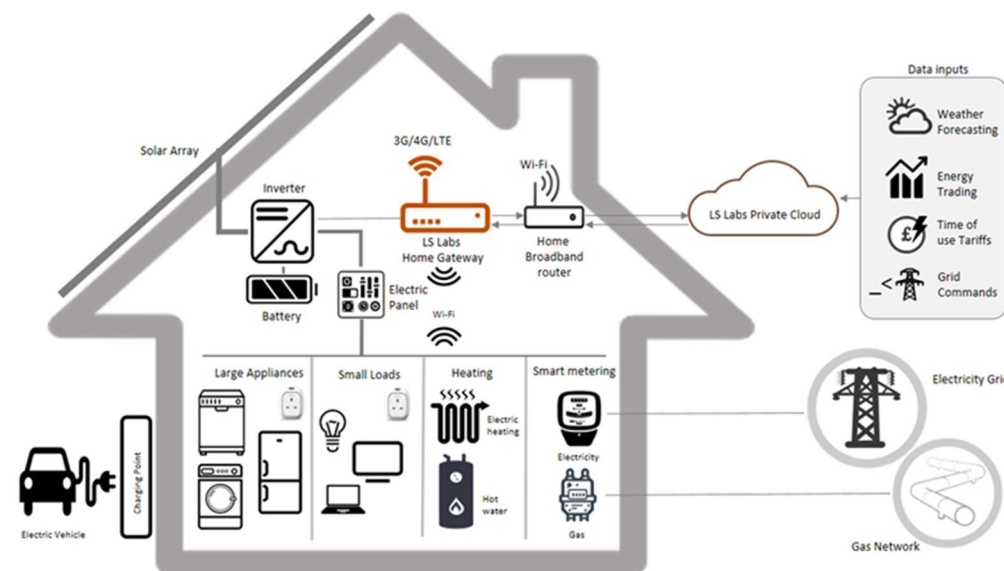 Data inputs
Weather
Forecasting
Energy
Trading
£
Time of
use Tariffs
Grid
Commands
Solar Array
3G/4G/LTE
Wi-Fi
Inverter
LS Labs
Home Gateway
Home
Broadband
router
LS Labs Private Cloud
Battery
Electric
Panel
Wi-Fi
Large Appliances
Small Loads
Heating
Smart metering
Electric
heating
Electricity
Hot
water
Gas
Electricity Grid
Gas Network
Charging Point
Electric Vehicle